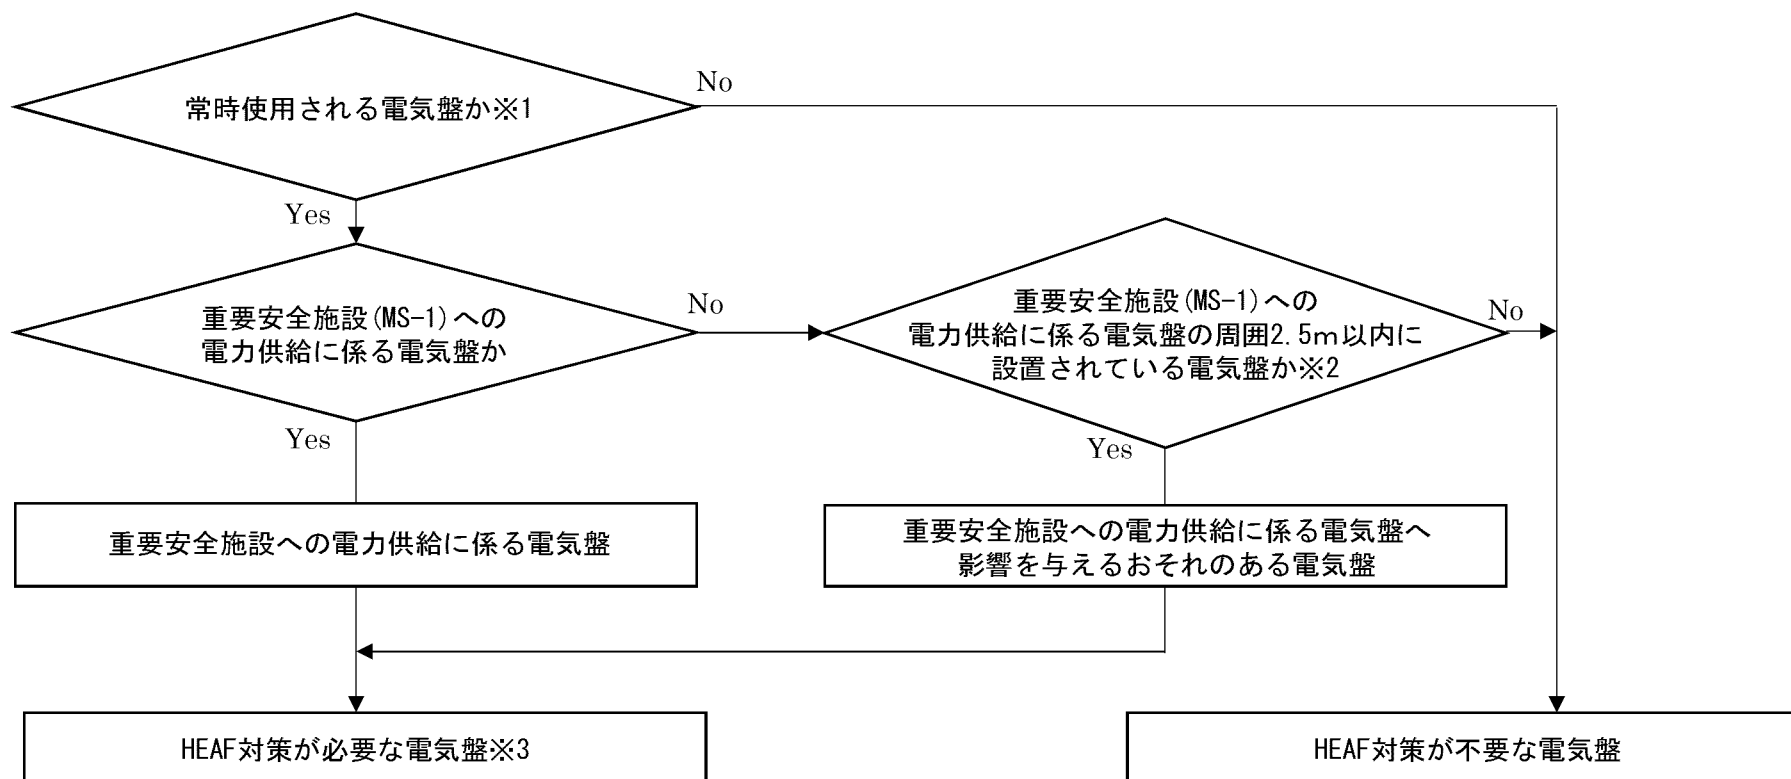 常時使用される電気盤か※1
No
Yes
重要安全施設(MS-1)への
電力供給に係る電気盤か
No
重要安全施設(MS-1)への
電力供給に係る電気盤の周囲2.5m以内に
設置されている電気盤か※2
No
Yes
Yes
重要安全施設への電力供給に係る電気盤
重要安全施設への電力供給に係る電気盤へ
影響を与えるおそれのある電気盤
HEAF対策が必要な電気盤※3
HEAF対策が不要な電気盤